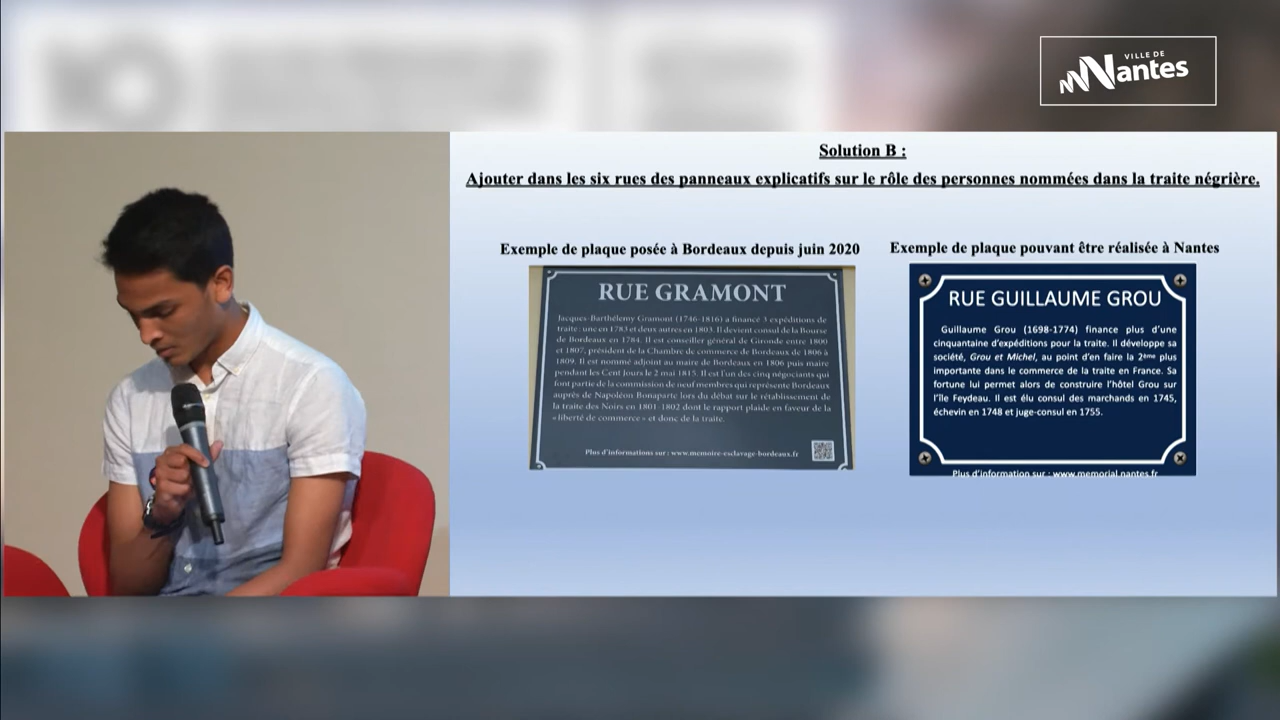 VILLE DE
Nantes
Solution B :
Ajouter dans les six rues des panneaux explicatifs sur le rôle des personnes nommées dans la traite négrière.
Exemple de plaque posée à Bordeaux depuis juin 2020
RUE GRAMONT
Jacques-Barthélemy Gramont (1746-1816) a financé 3 expéditions de
traite : une en 1783 et deux autres en 1803. Il devient consul de la Bourse
de Bordeaux en 1784. Il est conseiller général de Gironde entre 1800
et 1807, président de la Chambre de commerce de Bordeaux de 1806 à
1809. Il est nommé adjoint au maire de Bordeaux en 1806 puis maire
pendant les Cent Jours le 2 mai 1815. Il est l'un des cinq négociants qui
font partie de la commission de neuf membres qui représente Bordeaux
auprès de Napoléon Bonaparte lors du débat sur le rétablissement de
la traite des Noirs en 1801-1802 dont le rapport plaide en faveur de la
« liberté de commerce » et donc de la traite.
Plus d'informations sur : www.memoire-esclavage-bordeaux.fr
Exemple de plaque pouvant être réalisée à Nantes
RUE GUILLAUME GROU
Guillaume Grou (1698-1774) finance plus d'une
cinquantaine d'expéditions pour la traite. Il développe sa
société, Grou et Michel, au point d'en faire la 2ème plus
importante dans le commerce de la traite en France. Sa
fortune lui permet alors de construire l'hôtel Grou sur
l'île Feydeau. Il est élu consul des marchands en 1745,
échevin en 1748 et juge-consul en 1755.
Plus d'information sur : www.memorial.nantes.fr